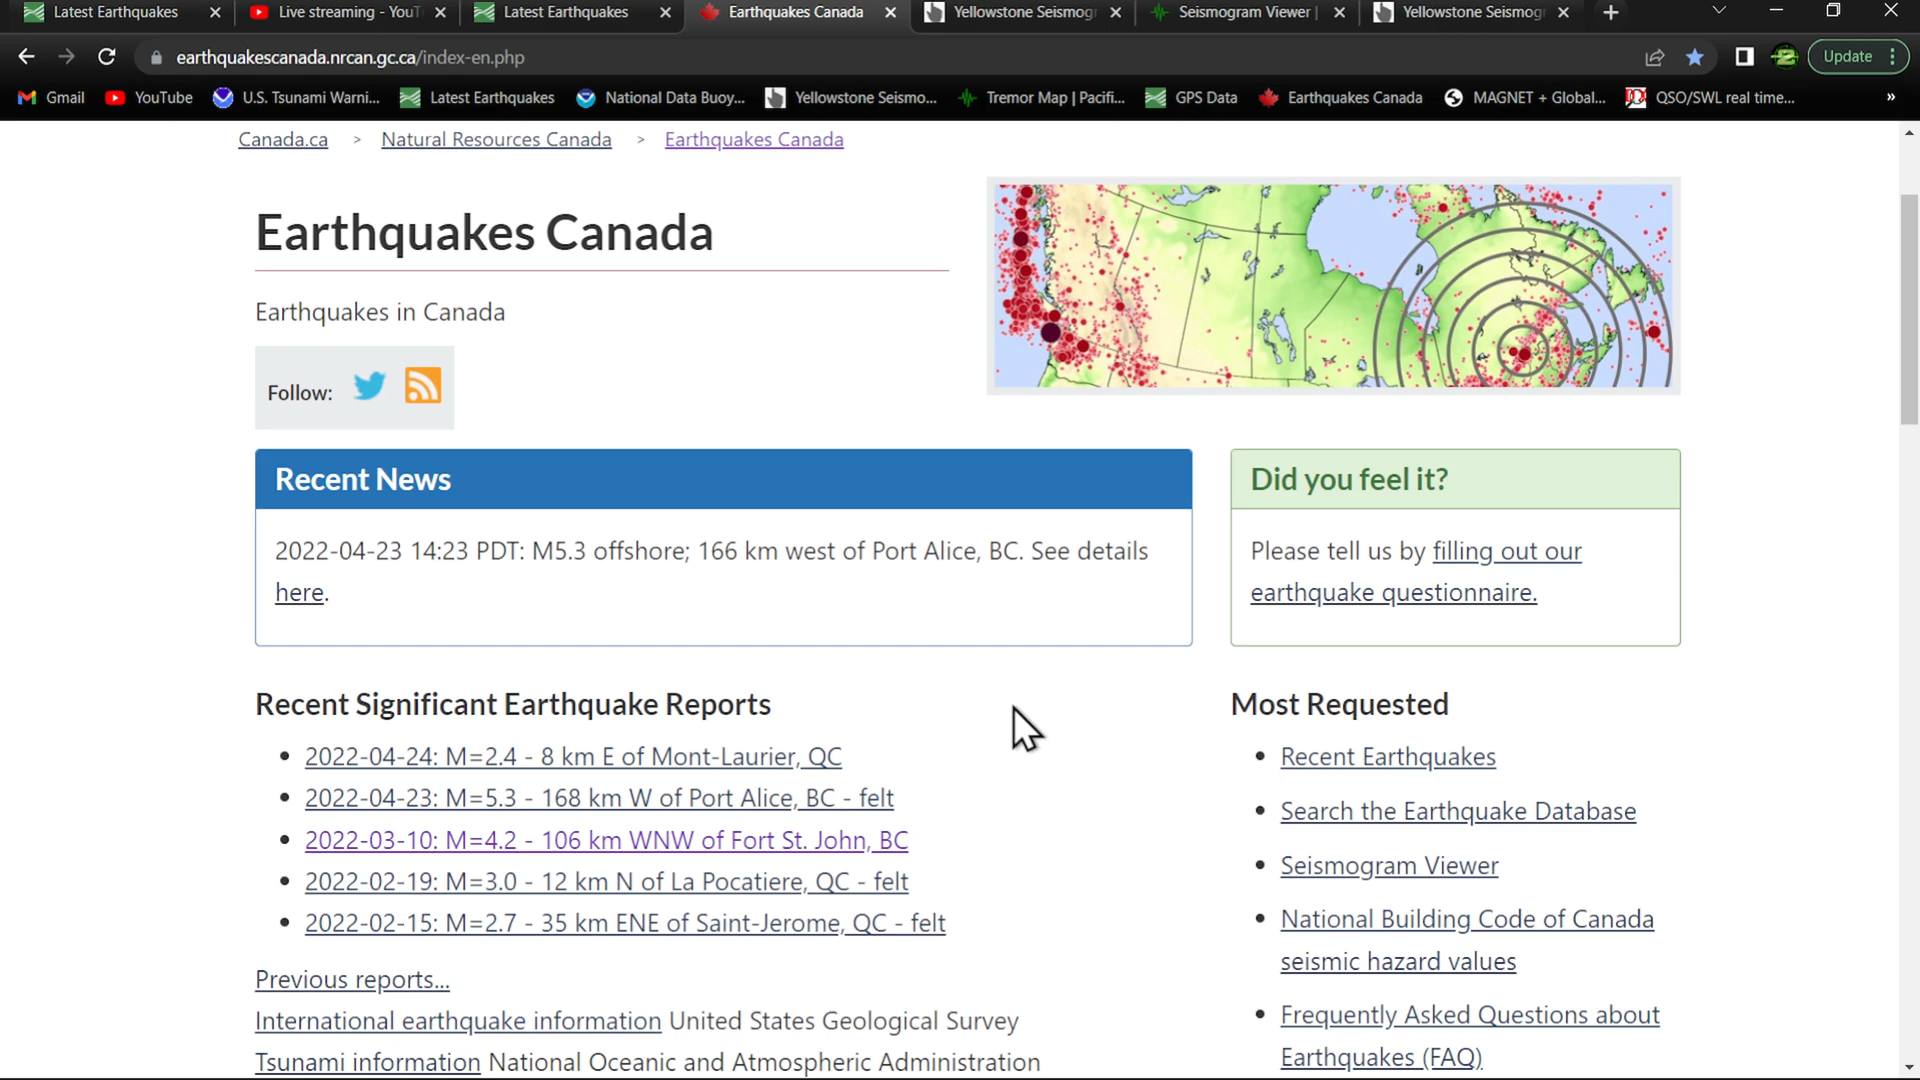 Latest Earthquakes
Live streaming - YouT
Latest Earthquakes
Earthquakes Canada
Yellowstone Seismog
Seismogram Viewer |
Yellowstone Seismog
earthquakescanada.nrcan.gc.ca/index-en.php
Update
Gmail
YouTube
U.S. Tsunami Warni...
Latest Earthquakes
National Data Buoy...
Yellowstone Seismo...
Tremor Map | Pacifi...
GPS Data
Earthquakes Canada
MAGNET + Global...
QSO/SWL real time...
»
Canada.ca > Natural Resources Canada > Earthquakes Canada
Earthquakes Canada
Earthquakes in Canada
Follow:
Recent News
2022-04-23 14:23 PDT: M5.3 offshore; 166 km west of Port Alice, BC. See details
here.
Did you feel it?
Please tell us by filling out our
earthquake questionnaire.
Recent Significant Earthquake Reports
• 2022-04-24: M=2.4 - 8 km E of Mont-Laurier, QC
• 2022-04-23: M=5.3 - 168 km W of Port Alice, BC - felt
• 2022-03-10: M=4.2 - 106 km WNW of Fort St. John, BC
• 2022-02-19: M=3.0 - 12 km N of La Pocatiere, QC - felt
• 2022-02-15: M=2.7 - 35 km ENE of Saint-Jerome, QC - felt
Previous reports...
International earthquake information United States Geological Survey
Tsunami information National Oceanic and Atmospheric Administration
Most Requested
• Recent Earthquakes
• Search the Earthquake Database
• Seismogram Viewer
• National Building Code of Canada
seismic hazard values
• Frequently Asked Questions about
Earthquakes (FAQ)